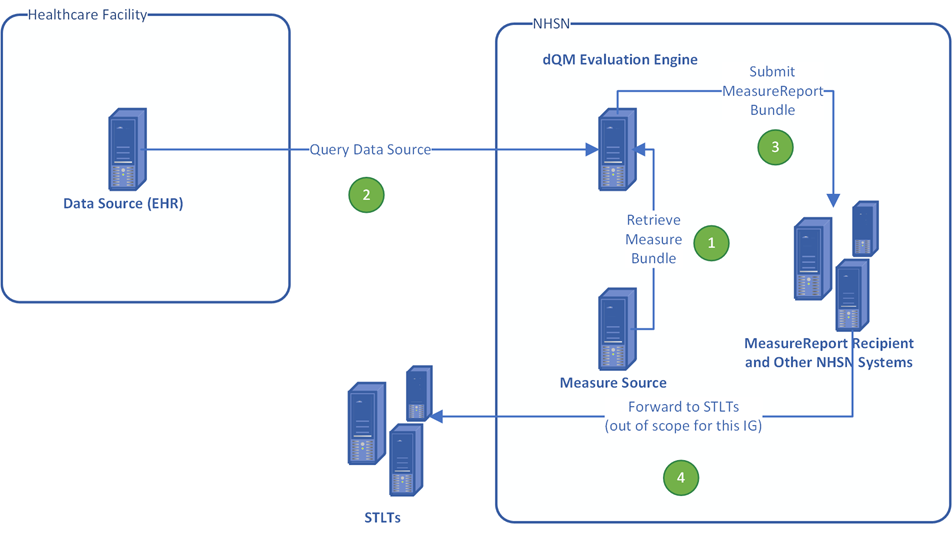 Healthcare Facility
NHSN
dQM Evaluation Engine
Submit
MeasureReport
Bundle
3
Query Data Source
2
Data Source (EHR)
Retrieve
Measure
Bundle
1
MeasureReport Recipient
and Other NHSN Systems
Measure Source
Forward to STLTs
(out of scope for this IG)
4
STLTs